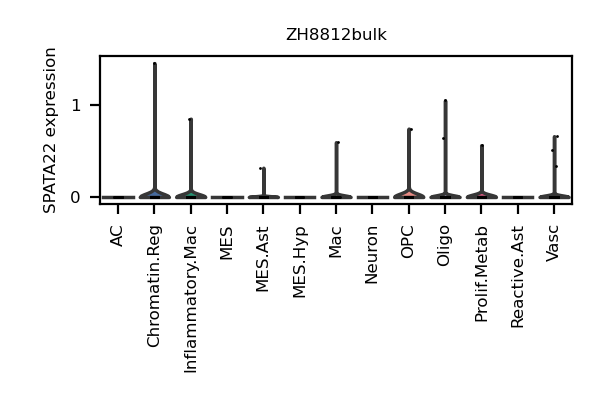 ZH8812bulk
SPATA22 expression
1
0
AC
Chromatin.Reg
Inflammatory.Mac
MES
MES.Ast
MES.Hyp
Mac
Neuron
OPC
Oligo
Prolif.Metab
Reactive.Ast
Vasc